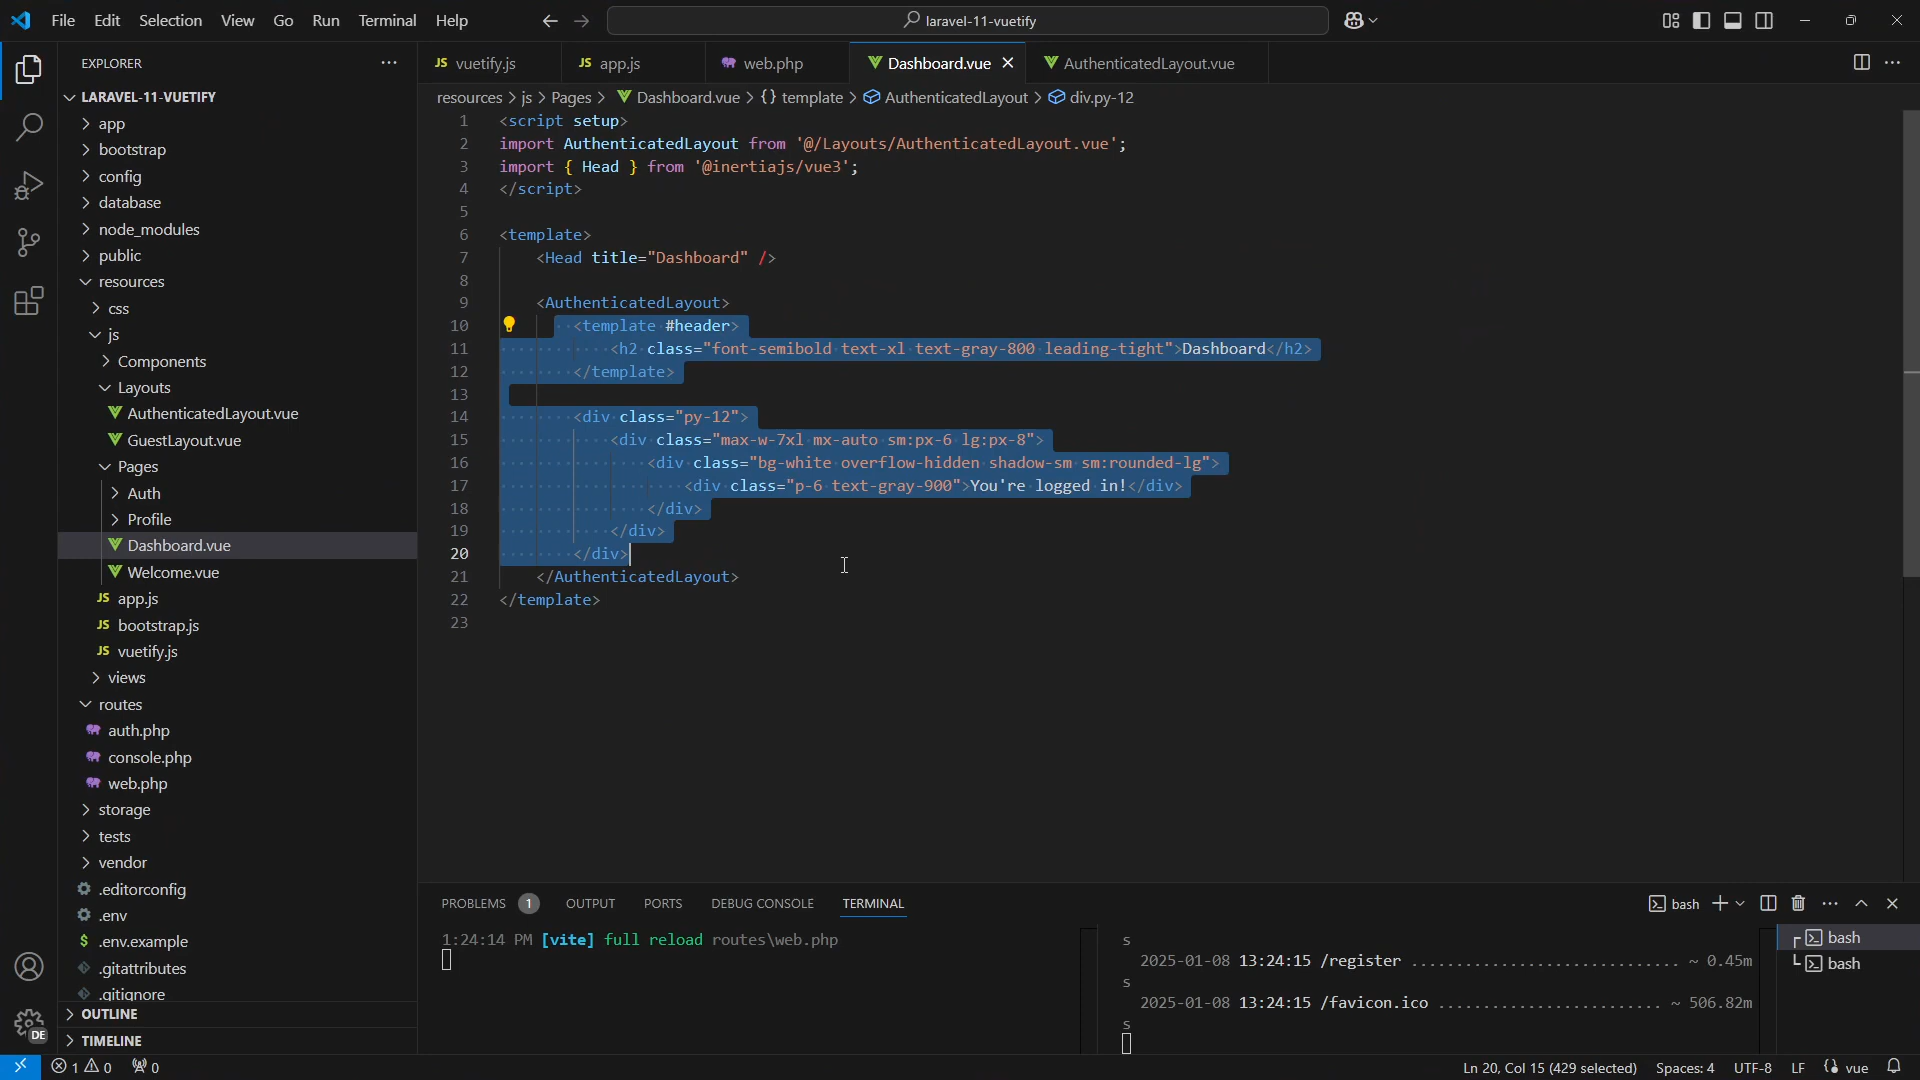 File Edit Selection View Go Run Terminal Help
laravel-11-vuetify
EXPLORER
LARAVEL-11-VUETIFY
app
bootstrap
config
database
node_modules
public
resources
css
js
Components
Layouts
AuthenticatedLayout.vue
GuestLayout.vue
Pages
Auth
Profile
Dashboard.vue
Welcome.vue
JS app.js
JS bootstrap.js
JS vuetify.js
views
routes
auth.php
console.php
web.php
storage
tests
vendor
.editorconfig
.env
$ .env.example
.gitattributes
.gitignore
OUTLINE
TIMELINE
DE
JS vuetify.js
JS app.js
web.php
Dashboard.vue
AuthenticatedLayout.vue
resources > js > Pages > Dashboard.vue > {} template > AuthenticatedLayout > div.py-12
1 <script setup>
2 import AuthenticatedLayout from '@/Layouts/AuthenticatedLayout.vue';
3 import { Head } from '@inertiajs/vue3';
4 </script>
5
6 <template>
7 <Head title="Dashboard" />
8
9 <AuthenticatedLayout>
10 <template #header>
11 <h2 class="font-semibold text-xl text-gray-800 leading-tight">Dashboard</h2>
12 </template>
13
14 <div class="py-12">
15 <div class="max-w-7xl mx-auto sm:px-6 lg:px-8">
16 <div class="bg-white overflow-hidden shadow-sm sm:rounded-lg">
17 <div class="p-6 text-gray-900">You're logged in!</div>
18 </div>
19 </div>
20 </div>
21 </AuthenticatedLayout>
22 </template>
23
PROBLEMS 1 OUTPUT PORTS DEBUG CONSOLE TERMINAL
bash
1:24:14 PM [vite] full reload routes\web.php
s
2025-01-08 13:24:15 /register ............................. ~ 0.45m
s
2025-01-08 13:24:15 /favicon.ico .......................... ~ 506.82m
s
bash
bash
1 0 0
Ln 20, Col 15 (429 selected) Spaces: 4 UTF-8 LF {} vue